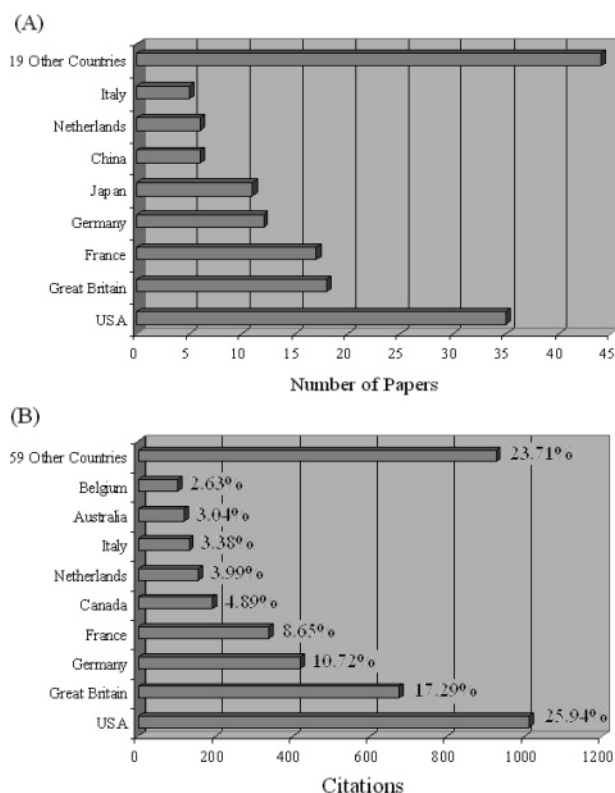 (A)
19 Other Countries
Italy
Netherlands
China
Japan
Germany
France
Great Britain
USA
0 5 10 15 20 25 30 35 40 45
Number of Papers
(B)
59 Other Countries 23.71%
Belgium 2.63%
Australia 3.04%
Italy 3.38%
Netherlands 3.99%
Canada 4.89%
France 8.65%
Germany 10.72%
Great Britain 17.29%
USA 25.94%
0 200 400 600 800 1000 1200
Citations